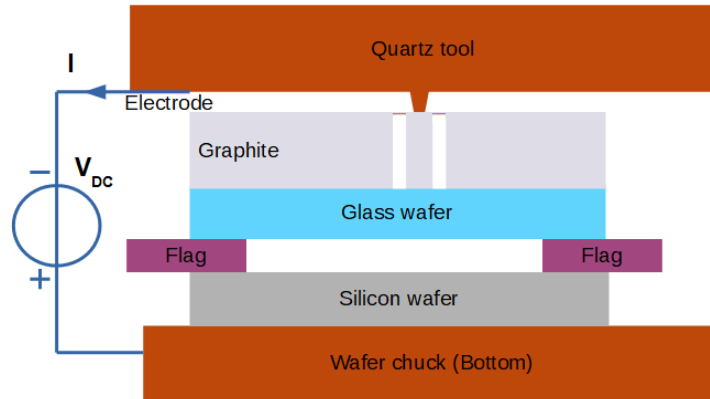 Quartz tool
I
Electrode
Graphite
−
V DC
Glass wafer
Flag
Flag
+
Silicon wafer
Wafer chuck (Bottom)